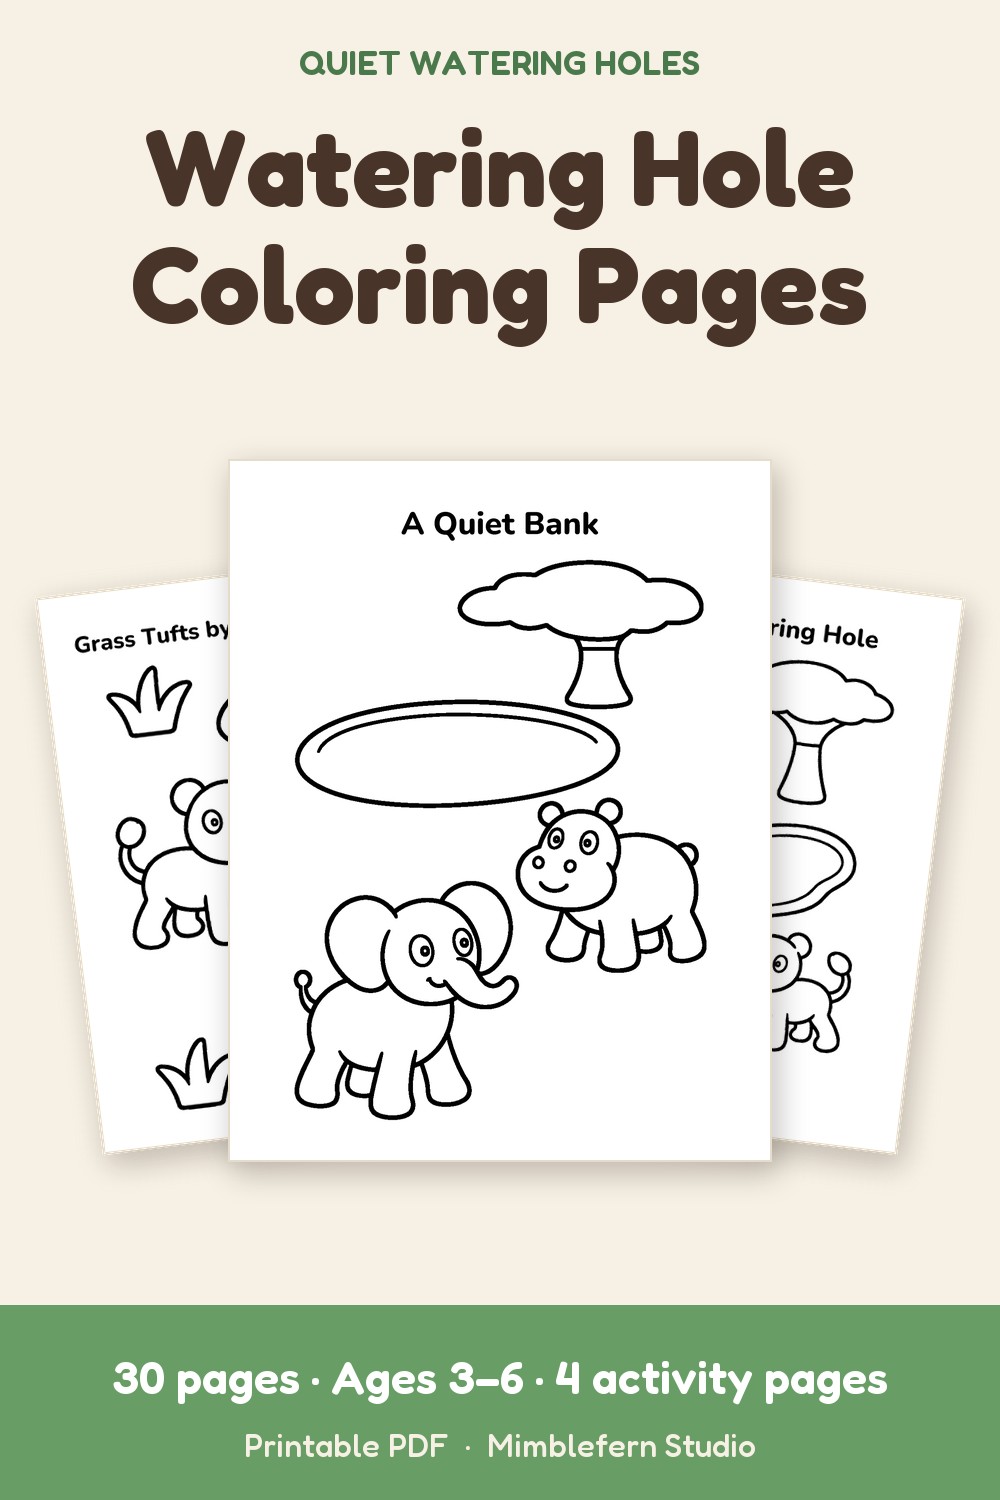 QUIET WATERING HOLES
Watering Hole
Coloring Pages
A Quiet Bank
Grass Tufts by
ring Hole
30 pages · Ages 3–6 · 4 activity pages
Printable PDF · Mimblefern Studio